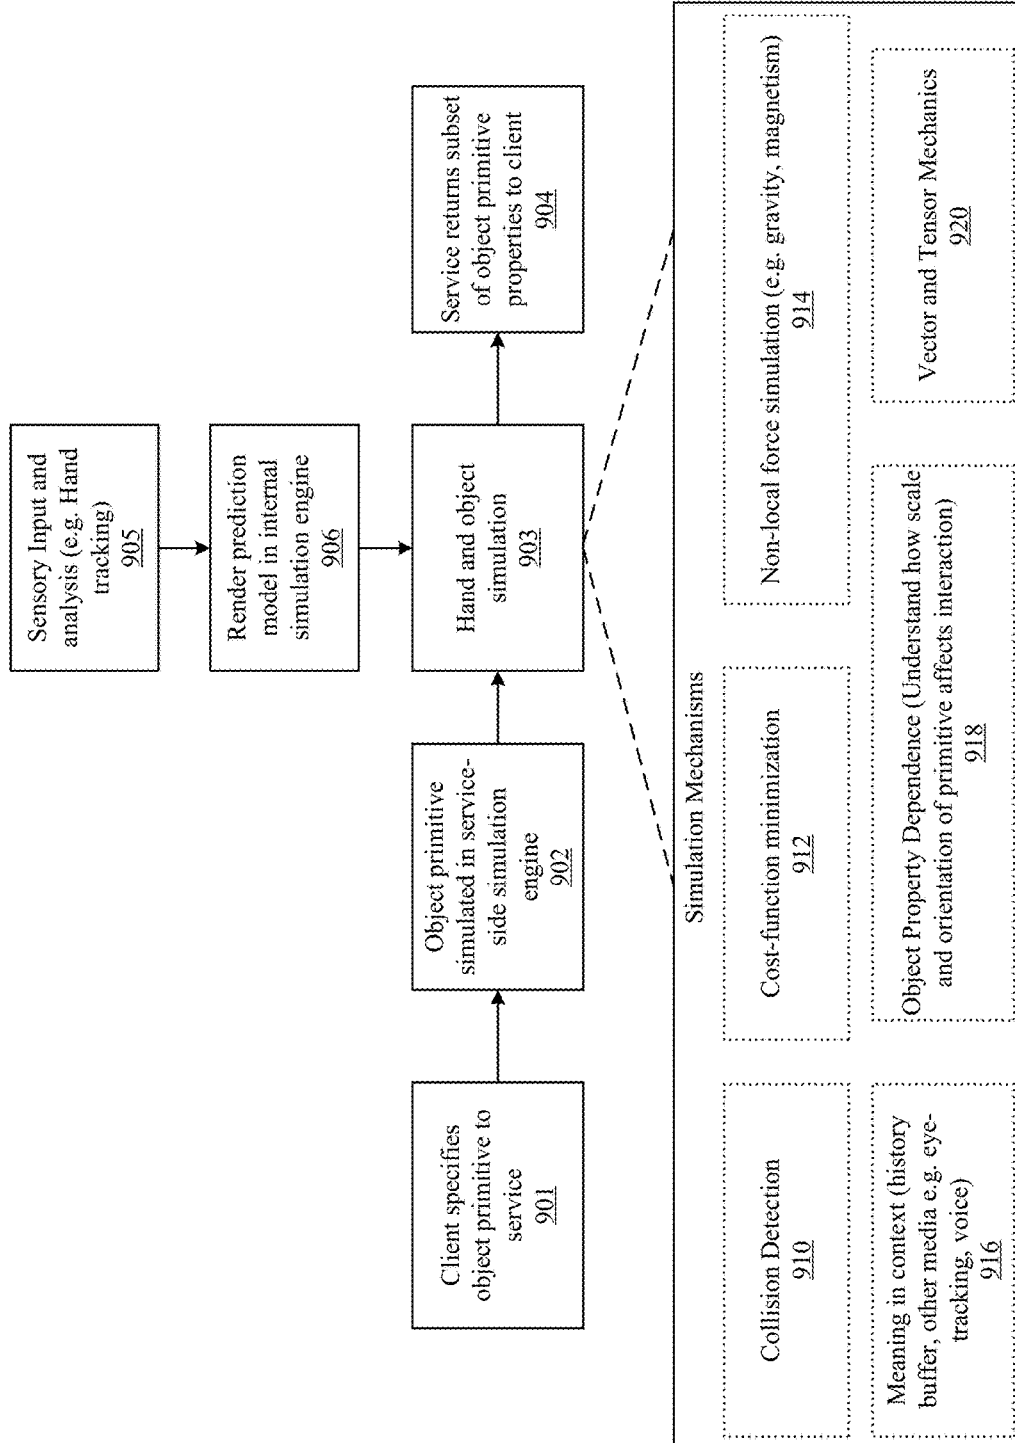 Sensory Input and
analysis (e.g. Hand
tracking)
905
Render prediction
model in internal
simulation engine
906
Client specifies
object primitive to
service
901
Object primitive
simulated in service-
side simulation
engine
902
Hand and object
simulation
903
Service returns subset
of object primitive
properties to client
904
Simulation Mechanisms
Collision Detection
910
Cost-function minimization
912
Non-local force simulation (e.g. gravity, magnetism)
914
Meaning in context (history
buffer, other media e.g. eye-
tracking, voice)
916
Object Property Dependence (Understand how scale
and orientation of primitive affects interaction)
918
Vector and Tensor Mechanics
920